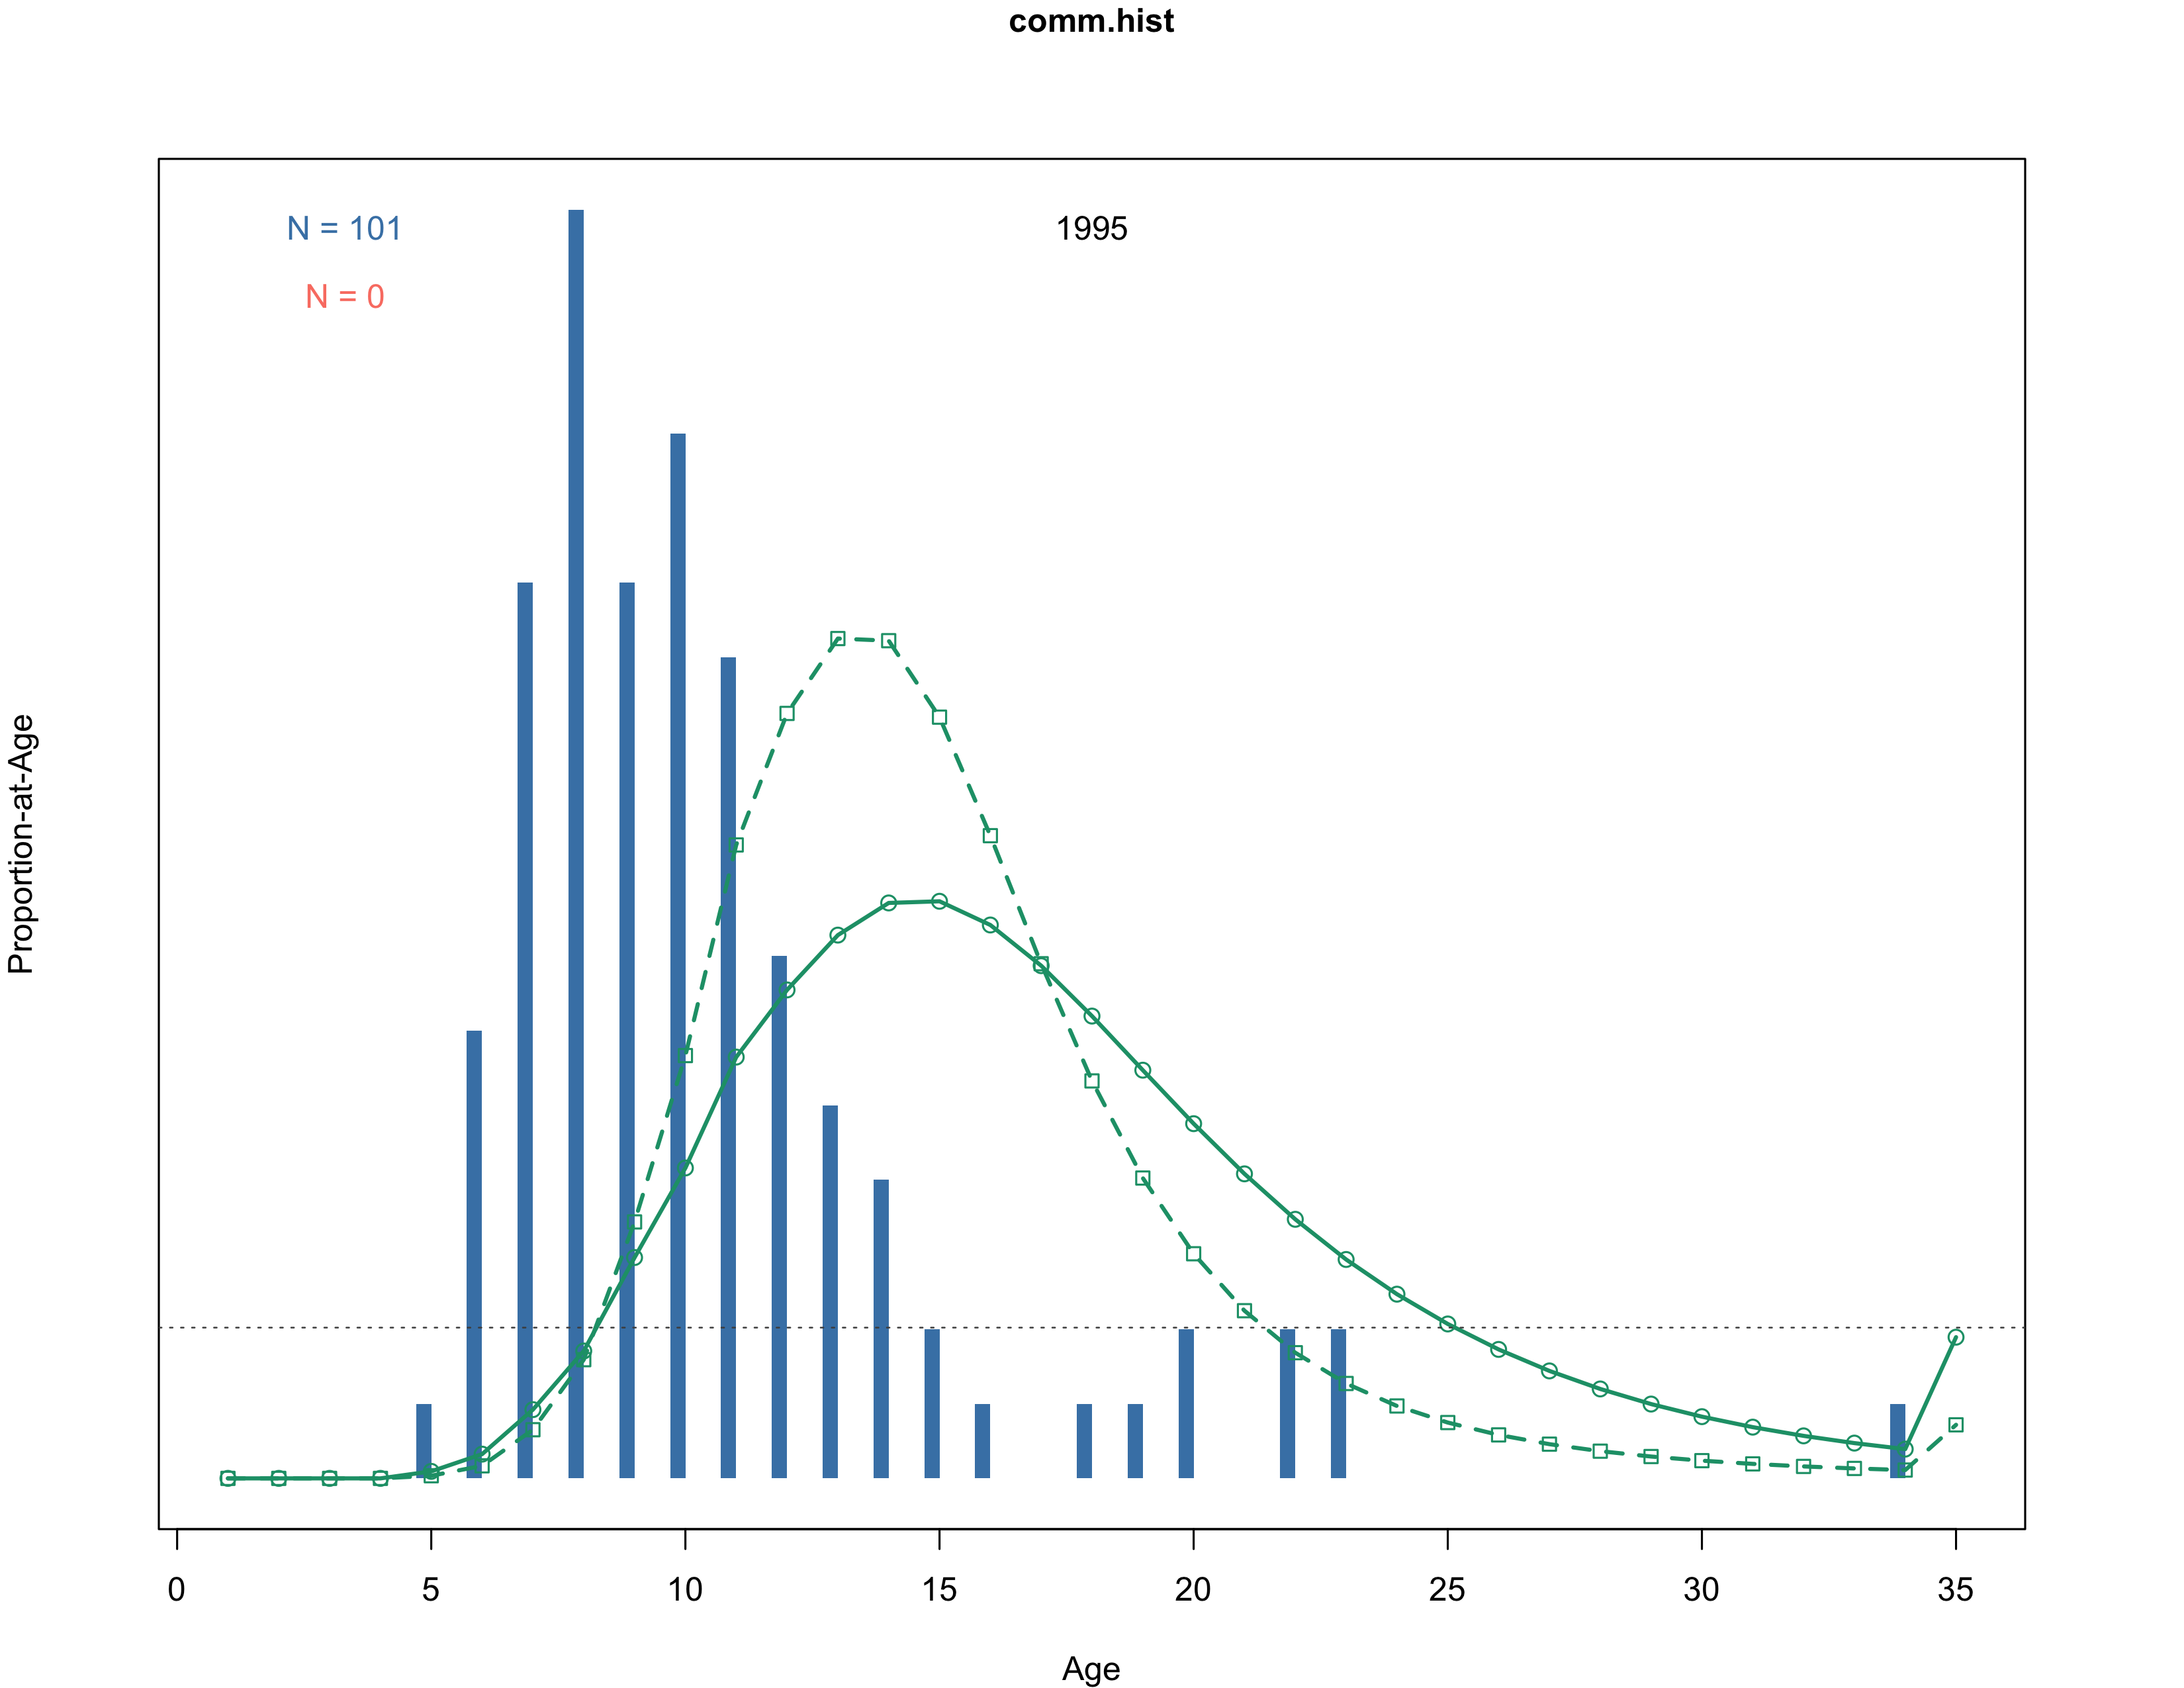 comm.hist
N = 101
1995
N = 0
Proportion-at-Age
0 5 10 15 20 25 30 35
Age